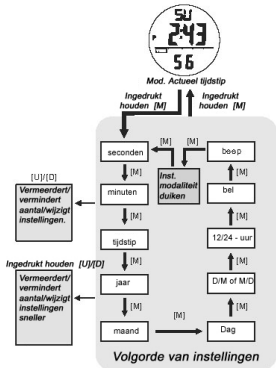 SU
P 2:43
56
Mod. Actueel tijdstip
Ingedrukt
houden [M]
Ingedrukt
houden [M]
seconden
[M]
Inst.
modaliteit
duiken
[M]
beep
[M]
minuten
[M]
bel
[M]
[U]/[D]
Vermeerdert/
vermindert
aantal/wijzigt
instellingen.
tijdstip
[M]
12/24 - uur
[M]
Ingedrukt houden [U]/[D]
Vermeerdert/
vermindert
aantal/wijzigt
instellingen
sneller
jaar
[M]
D/M of M/D
[M]
maand
[M]
Dag
Volgorde van instellingen